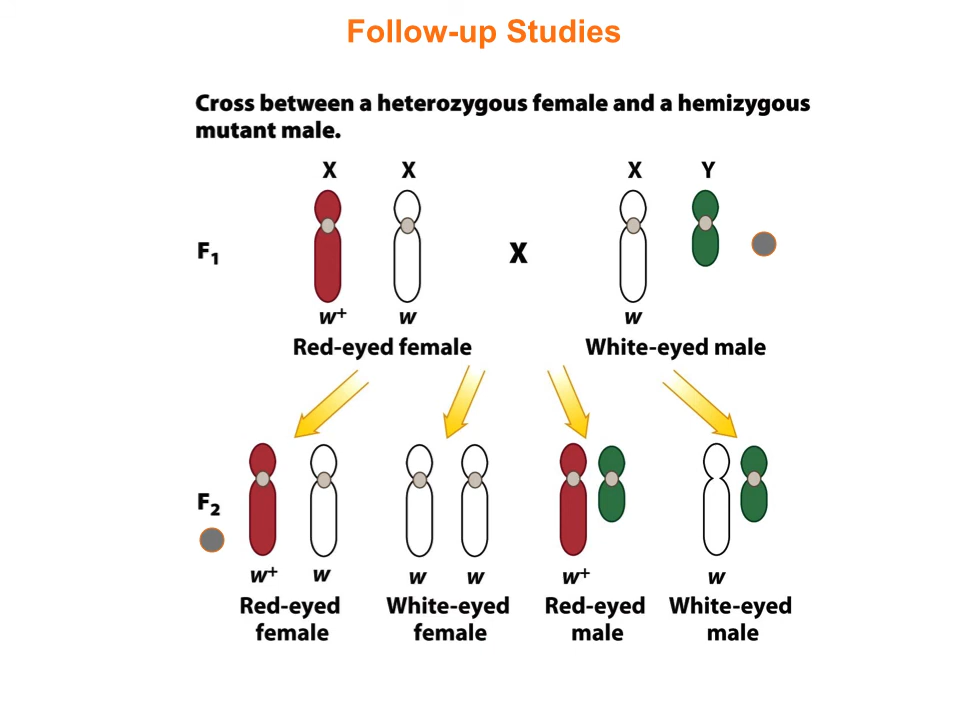 Follow-up Studies
Cross between a heterozygous female and a hemizygous
mutant male.
X X X Y
F₁ X
w⁺ w w
Red-eyed female White-eyed male
F₂
w⁺ w w w w⁺ w
Red-eyed White-eyed Red-eyed White-eyed
female female male male